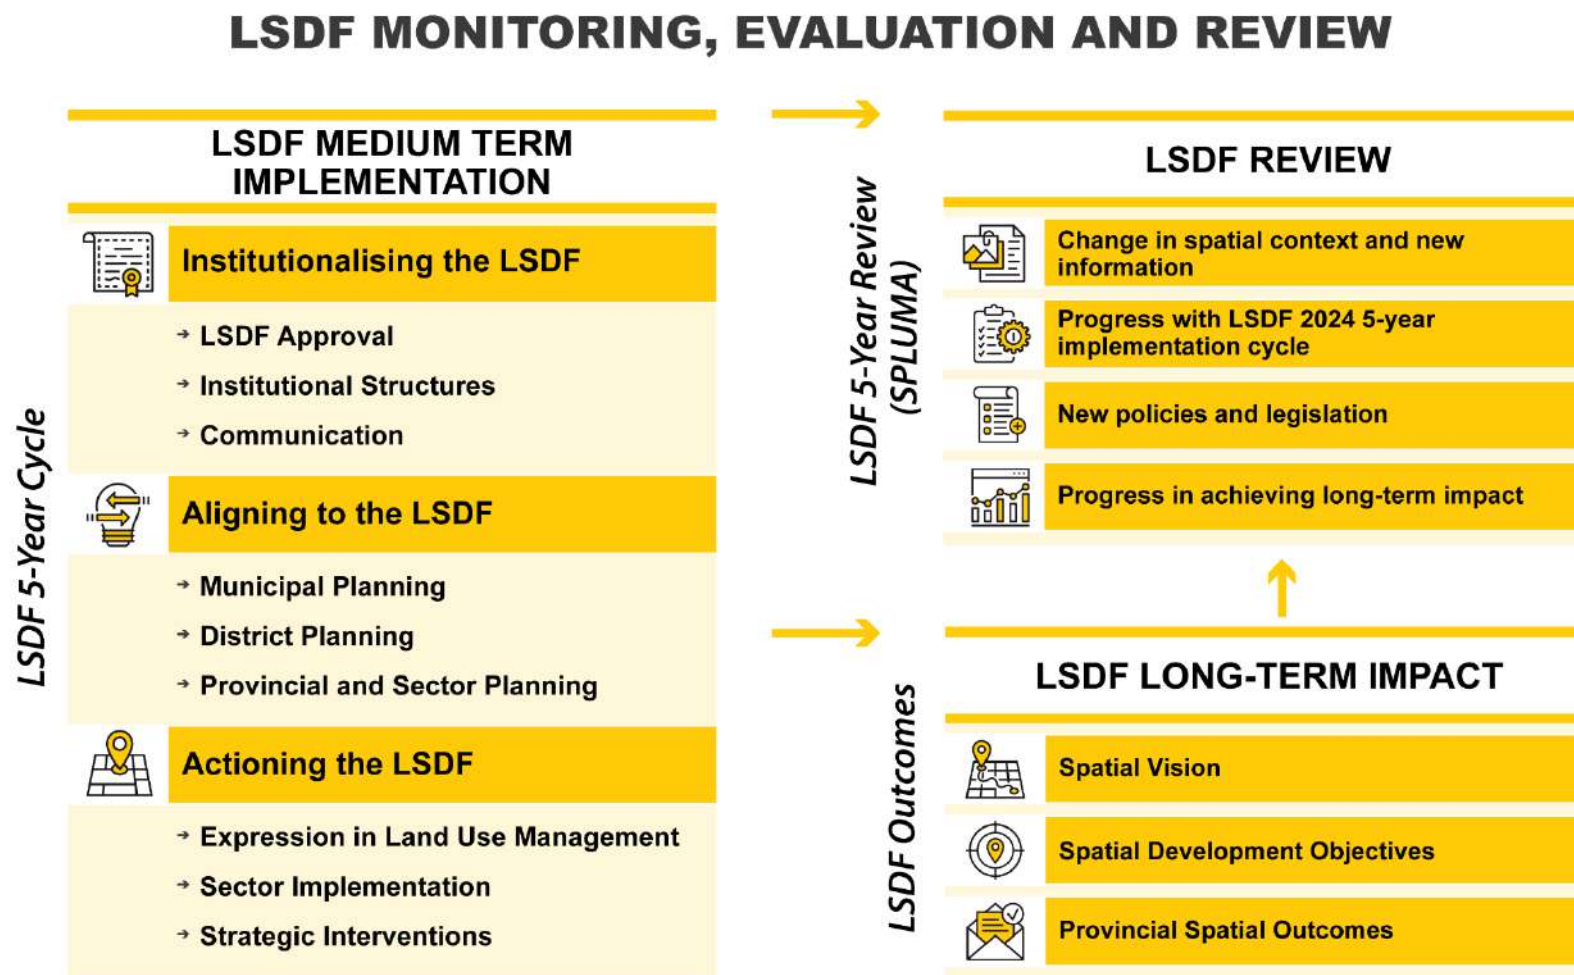 LSDF MONITORING, EVALUATION AND REVIEW
LSDF 5-Year Cycle
LSDF MEDIUM TERM
IMPLEMENTATION
Institutionalising the LSDF
LSDF Approval
Institutional Structures
Communication
Aligning to the LSDF
Municipal Planning
District Planning
Provincial and Sector Planning
Actioning the LSDF
Expression in Land Use Management
Sector Implementation
Strategic Interventions
LSDF 5-Year Review
(SPLUMA)
LSDF REVIEW
Change in spatial context and new
information
Progress with LSDF 2024 5-year
implementation cycle
New policies and legislation
Progress in achieving long-term impact
LSDF Outcomes
LSDF LONG-TERM IMPACT
Spatial Vision
Spatial Development Objectives
Provincial Spatial Outcomes